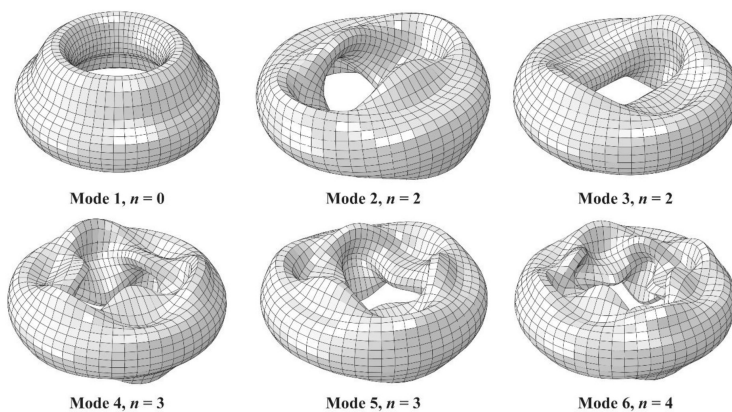 Mode 1, n = 0
Mode 2, n = 2
Mode 3, n = 2
Mode 4, n = 3
Mode 5, n = 3
Mode 6, n = 4